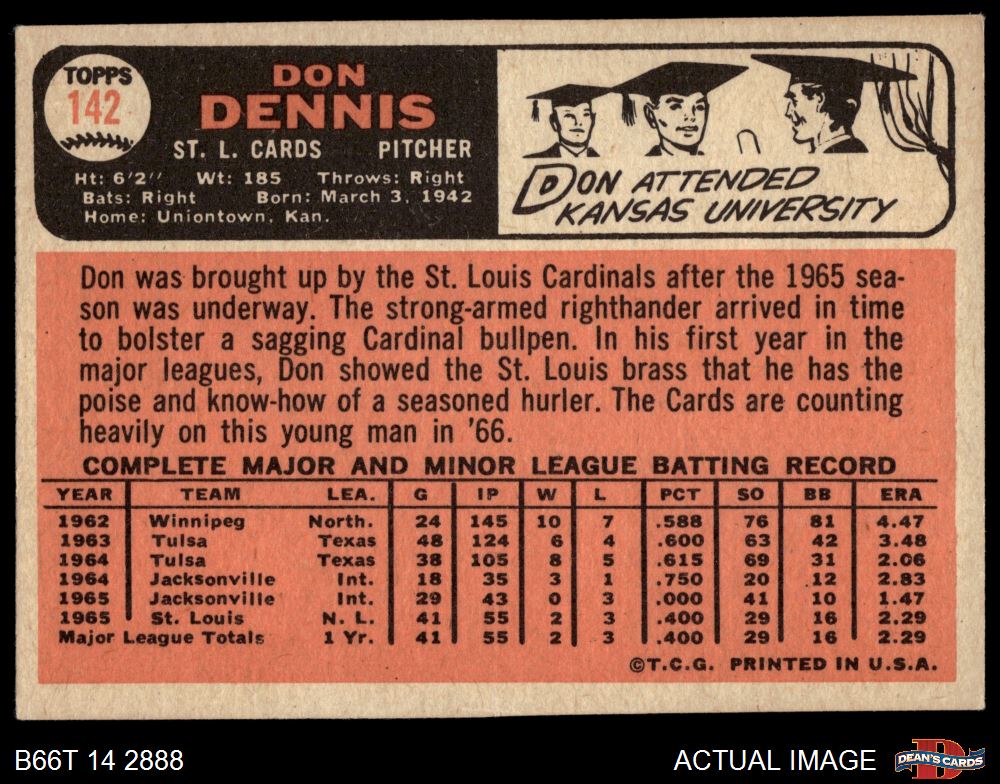 TOPPS
142
DON
DENNIS
ST. L. CARDS PITCHER
Ht: 6'2" Wt: 185 Throws: Right
Bats: Right Born: March 3, 1942
Home: Uniontown, Kan.
DON ATTENDED
KANSAS UNIVERSITY
Don was brought up by the St. Louis Cardinals after the 1965 sea-
son was underway. The strong-armed righthander arrived in time
to bolster a sagging Cardinal bullpen. In his first year in the
major leagues, Don showed the St. Louis brass that he has the
poise and know-how of a seasoned hurler. The Cards are counting
heavily on this young man in '66.
COMPLETE MAJOR AND MINOR LEAGUE BATTING RECORD
YEAR TEAM LEA. G IP W L PCT SO BB ERA
1962 Winnipeg North. 24 145 10 7 .588 76 81 4.47
1963 Tulsa Texas 48 124 6 4 .600 63 42 3.48
1964 Tulsa Texas 38 105 8 5 .615 69 31 2.06
1964 Jacksonville Int. 18 35 3 1 .750 20 12 2.83
1965 Jacksonville Int. 29 43 0 3 .000 41 10 1.47
1965 St. Louis N. L. 41 55 2 3 .400 29 16 2.29
Major League Totals 1 Yr. 41 55 2 3 .400 29 16 2.29
©T.C.G. PRINTED IN U.S.A.
B66T 14 2888
ACTUAL IMAGE
D
DEAN'S CARDS